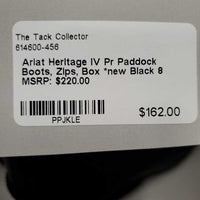 The Tack Collector
614600-456
Ariat Heritage IV Pr Paddock
Boots, Zips, Box *new Black 8
MSRP: $220.00
$162.00
PPJKLE